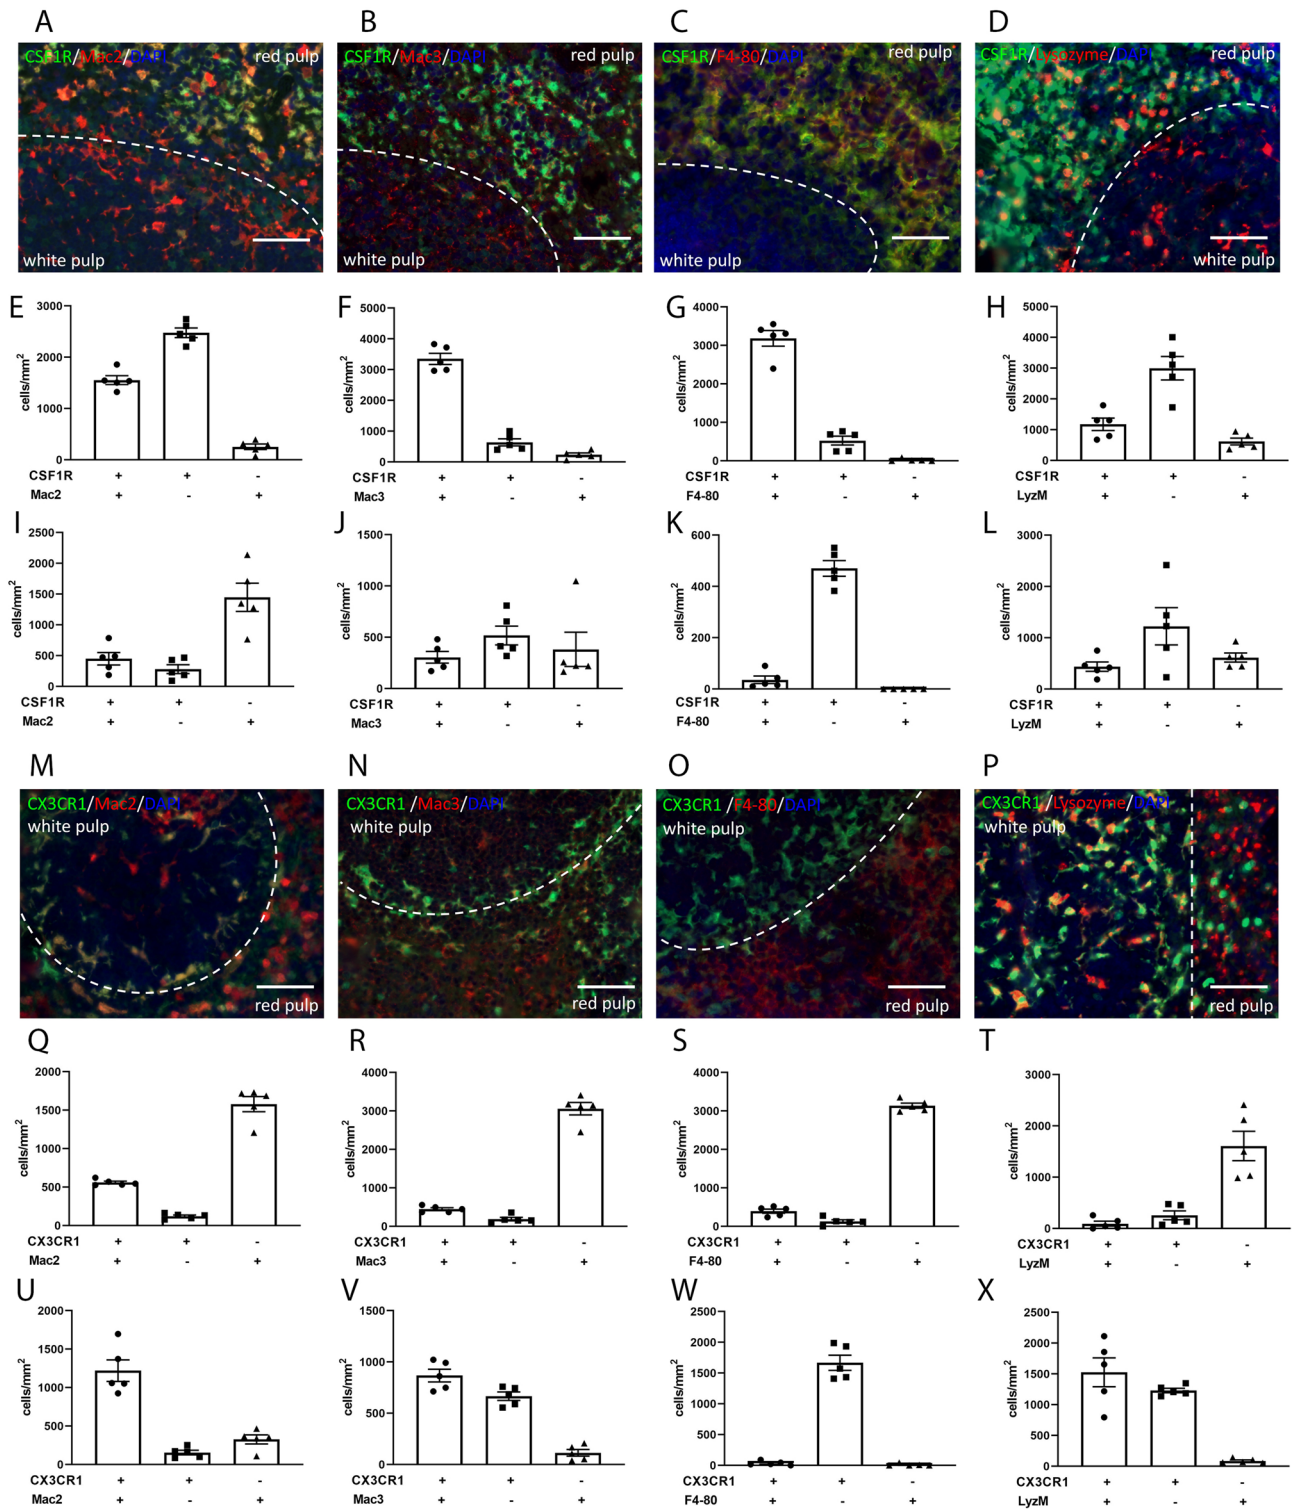 A B C D
CSF1R/Mac2/DAPI red pulp
white pulp
CSF1R/Mac3/DAPI red pulp
white pulp
CSF1R/F4-80/DAPI red pulp
white pulp
CSF1R/Lysozyme/DAPI red pulp
white pulp
E
cells/mm²
3000
2000
1000
0
CSF1R + + -
Mac2 + - +
F
cells/mm²
5000
4000
3000
2000
1000
0
CSF1R + + -
Mac3 + - +
G
cells/mm²
4000
3000
2000
1000
0
CSF1R + + -
F4-80 + - +
H
cells/mm²
5000
4000
3000
2000
1000
0
CSF1R + + -
LyzM + - +
I
cells/mm²
2500
2000
1500
1000
500
0
CSF1R + + -
Mac2 + - +
J
cells/mm²
1500
1000
500
0
CSF1R + + -
Mac3 + - +
K
cells/mm²
600
400
200
0
CSF1R + + -
F4-80 + - +
L
cells/mm²
3000
2000
1000
0
CSF1R + + -
LyzM + - +
M N O P
CX3CR1/Mac2/DAPI
white pulp
red pulp
CX3CR1 /Mac3/DAPI
white pulp
red pulp
CX3CR1 /F4-80/DAPI
white pulp
red pulp
CX3CR1/Lysozyme/DAPI
white pulp
red pulp
Q
cells/mm²
2000
1500
1000
500
0
CX3CR1 + + -
Mac2 + - +
R
cells/mm²
4000
3000
2000
1000
0
CX3CR1 + + -
Mac3 + - +
S
cells/mm²
4000
3000
2000
1000
0
CX3CR1 + + -
F4-80 + - +
T
cells/mm²
3000
2000
1000
0
CX3CR1 + + -
LyzM + - +
U
cells/mm²
2000
1500
1000
500
0
CX3CR1 + + -
Mac2 + - +
V
cells/mm²
1500
1000
500
0
CX3CR1 + + -
Mac3 + - +
W
cells/mm²
2500
2000
1500
1000
500
0
CX3CR1 + + -
F4-80 + - +
X
cells/mm²
2500
2000
1500
1000
500
0
CX3CR1 + + -
LyzM + - +